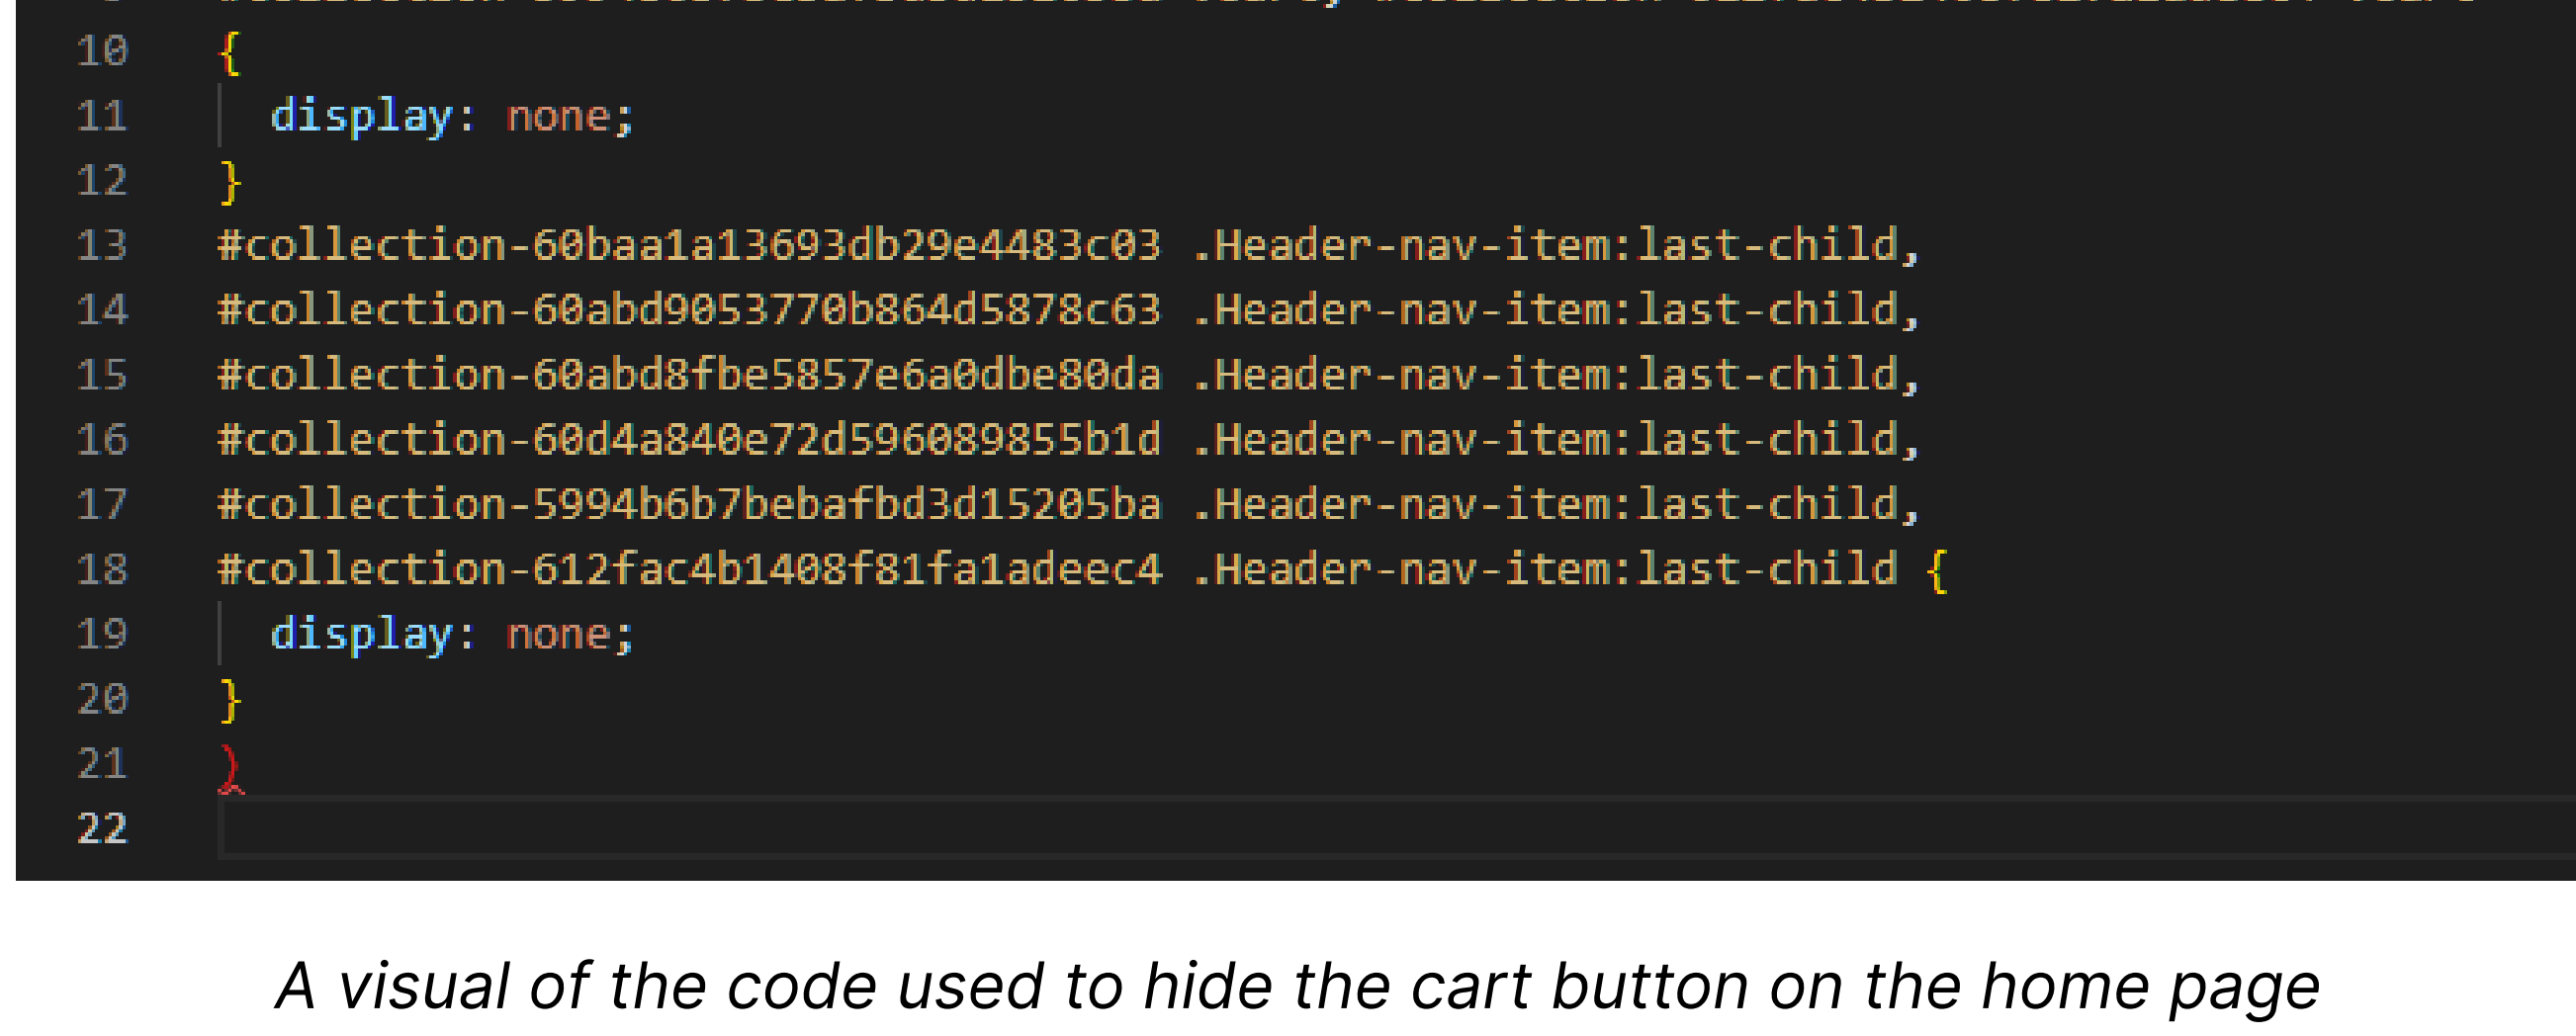 10 {
11 display: none;
12 }
13 #collection-60baa1a13693db29e4483c03 .Header-nav-item:last-child,
14 #collection-60abd9053770b864d5878c63 .Header-nav-item:last-child,
15 #collection-60abd8fbe5857e6a0dbe80da .Header-nav-item:last-child,
16 #collection-60d4a840e72d596089855b1d .Header-nav-item:last-child,
17 #collection-5994b6b7bebafbd3d15205ba .Header-nav-item:last-child,
18 #collection-612fac4b1408f81fa1adeec4 .Header-nav-item:last-child {
19 display: none;
20 }
21 )
22
A visual of the code used to hide the cart button on the home page